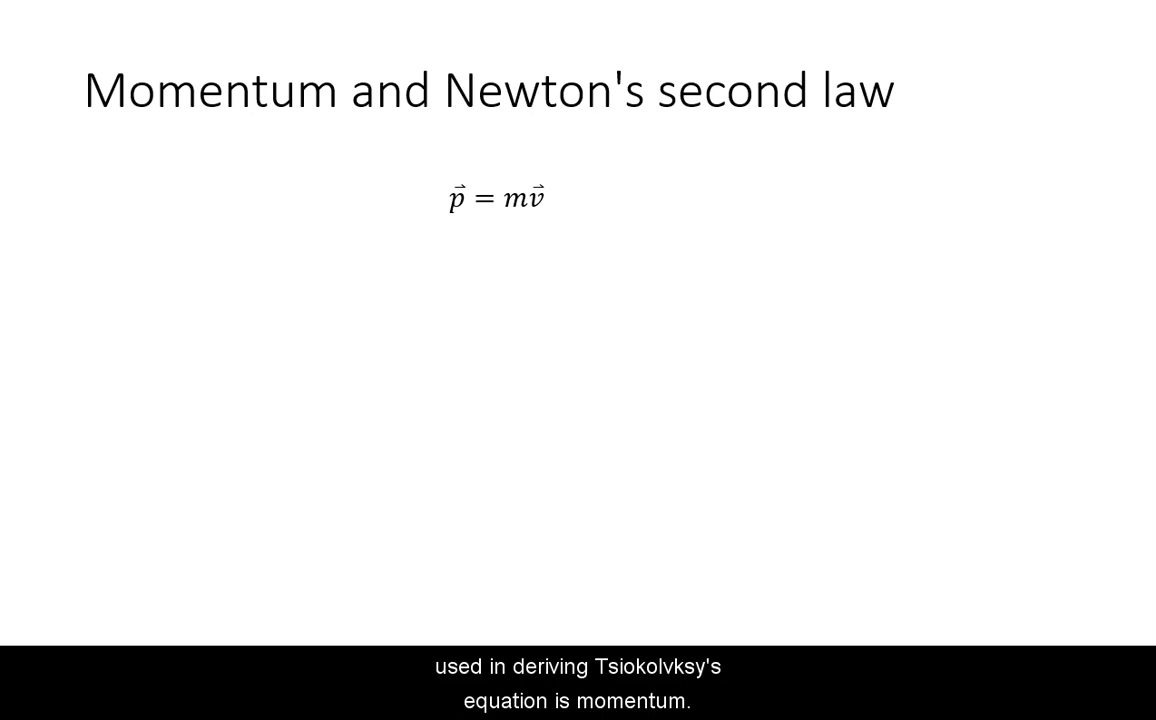 Momentum and Newton's second law
p⃗ = mv⃗
used in deriving Tsiokolvksy's
equation is momentum.